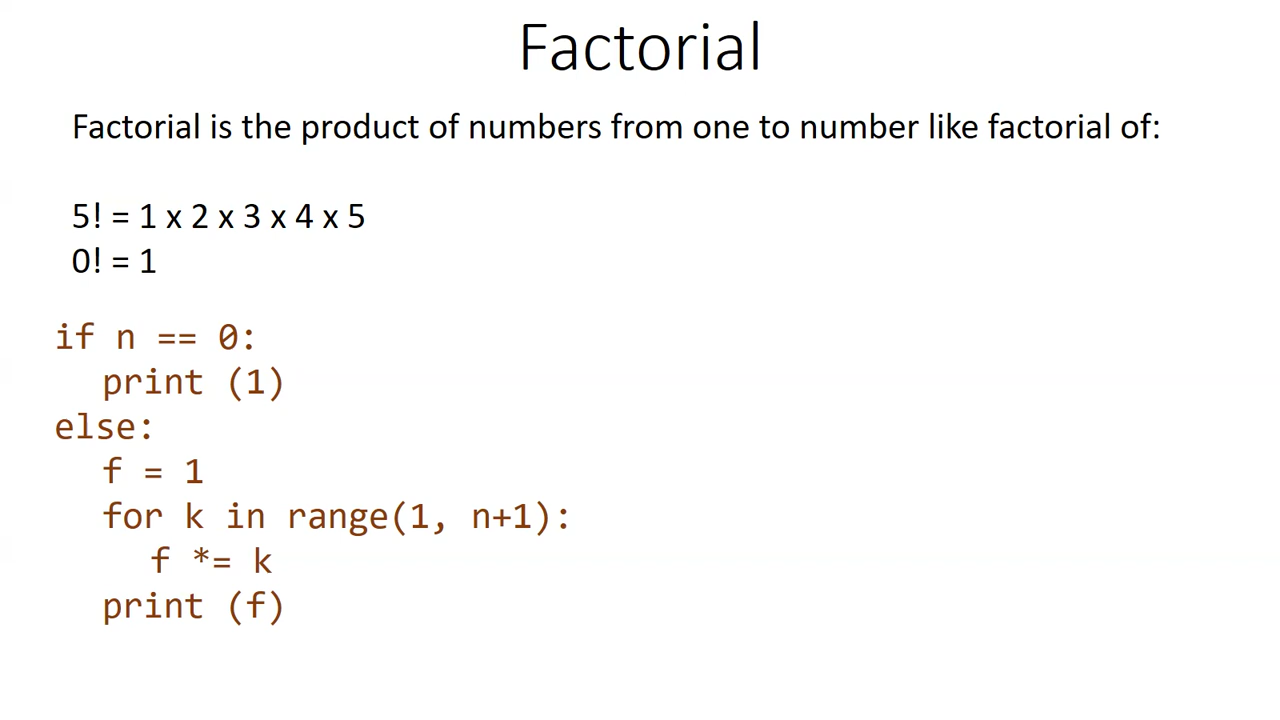 Factorial
Factorial is the product of numbers from one to number like factorial of:
5! = 1 x 2 x 3 x 4 x 5
0! = 1
if n == 0:
print (1)
else:
f = 1
for k in range(1, n+1):
f *= k
print (f)